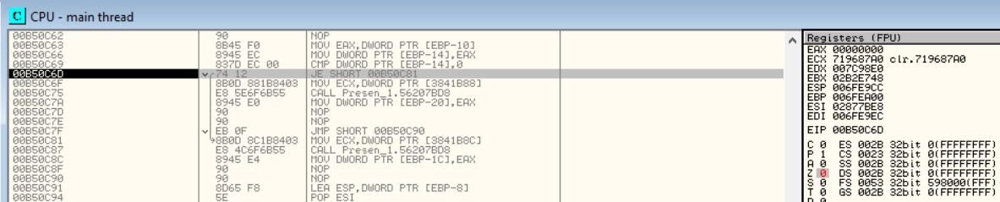 C CPU - main thread
00B50C62 90 NOP
00B50C63 8B45 F0 MOV EAX,DWORD PTR [EBP-10]
00B50C66 8945 EC MOV DWORD PTR [EBP-14],EAX
00B50C69 837D EC 00 CMP DWORD PTR [EBP-14],0
00B50C6D 74 12 JE SHORT 00B50C81
00B50C6F 8B0D 881B8403 MOV ECX,DWORD PTR [3841B88]
00B50C75 E8 5E6F6B55 CALL Presen_1.56207BD8
00B50C7A 8945 E0 MOV DWORD PTR [EBP-20],EAX
00B50C7D 90 NOP
00B50C7E 90 NOP
00B50C7F EB 0F JMP SHORT 00B50C90
00B50C81 8B0D 8C1B8403 MOV ECX,DWORD PTR [3841B8C]
00B50C87 E8 4C6F6B55 CALL Presen_1.56207BD8
00B50C8C 8945 E4 MOV DWORD PTR [EBP-1C],EAX
00B50C8F 90 NOP
00B50C90 90 NOP
00B50C91 8D65 F8 LEA ESP,DWORD PTR [EBP-8]
00B50C94 5E POP ESI
Registers (FPU)
EAX 00000000
ECX 719687A0 clr.719687A0
EDX 007C98E0
EBX 02B2E748
ESP 006FE9CC
EBP 006FEA00
ESI 02877BE8
EDI 006FE9EC
EIP 00B50C6D
C 0 ES 002B 32bit 0(FFFFFFFF)
P 1 CS 0023 32bit 0(FFFFFFFF)
A 0 SS 002B 32bit 0(FFFFFFFF)
Z 0 DS 002B 32bit 0(FFFFFFFF)
S 0 FS 0053 32bit 598000(FFF)
T 0 GS 002B 32bit 0(FFFFFFFF)